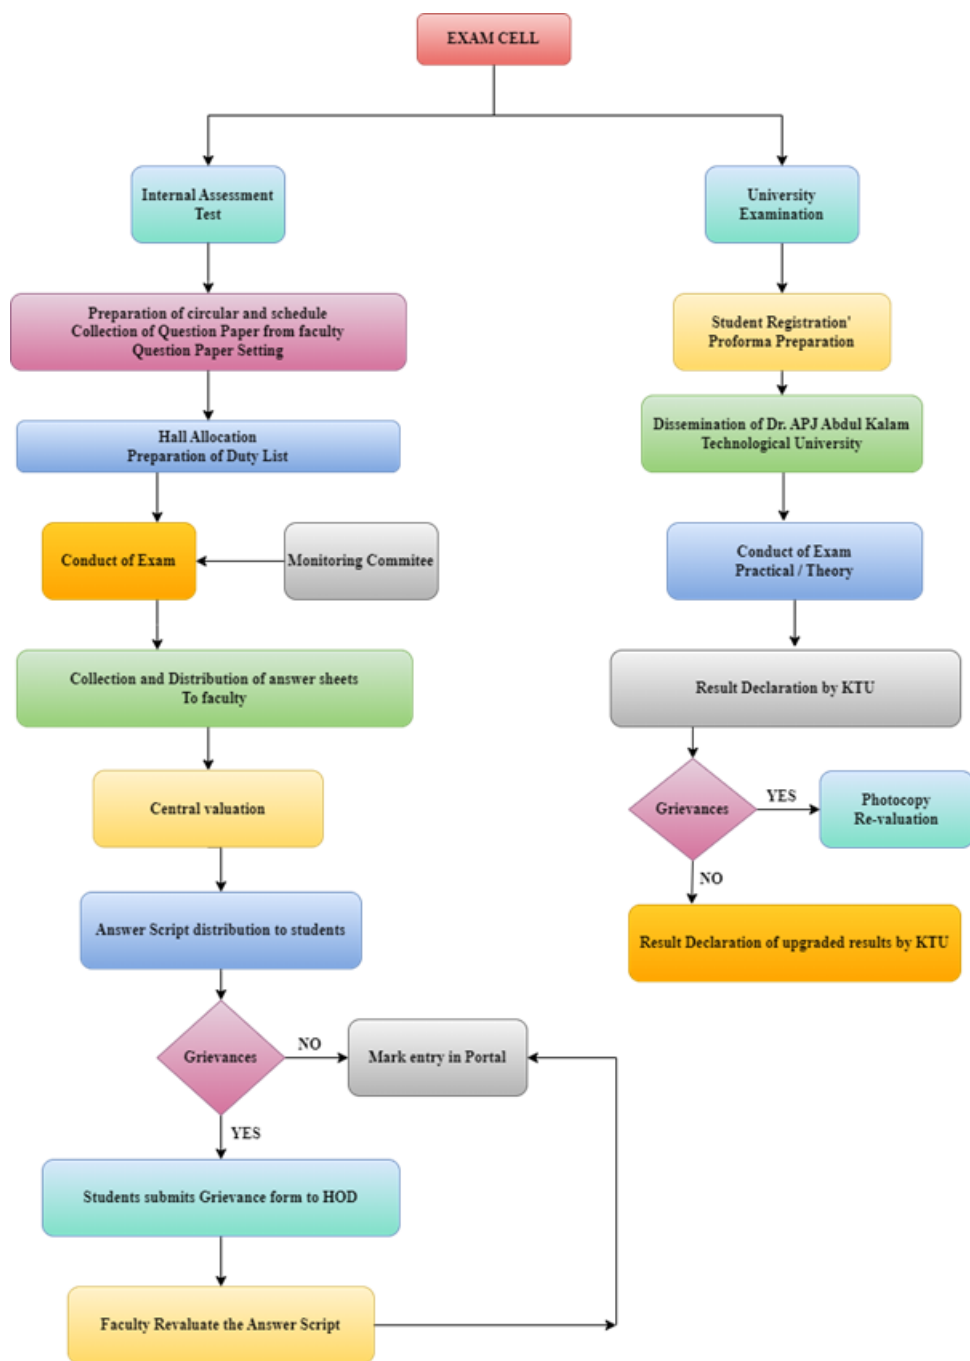 EXAM CELL
Internal Assessment
Test
Preparation of circular and schedule
Collection of Question Paper from faculty
Question Paper Setting
Hall Allocation
Preparation of Duty List
Conduct of Exam
Monitoring Commitee
Collection and Distribution of answer sheets
To faculty
Central valuation
Answer Script distribution to students
Grievances
NO
Mark entry in Portal
YES
Students submits Grievance form to HOD
Faculty Revaluate the Answer Script
University
Examination
Student Registration'
Proforma Preparation
Dissemination of Dr. APJ Abdul Kalam
Technological University
Conduct of Exam
Practical / Theory
Result Declaration by KTU
Grievances
YES
Photocopy
Re-valuation
NO
Result Declaration of upgraded results by KTU